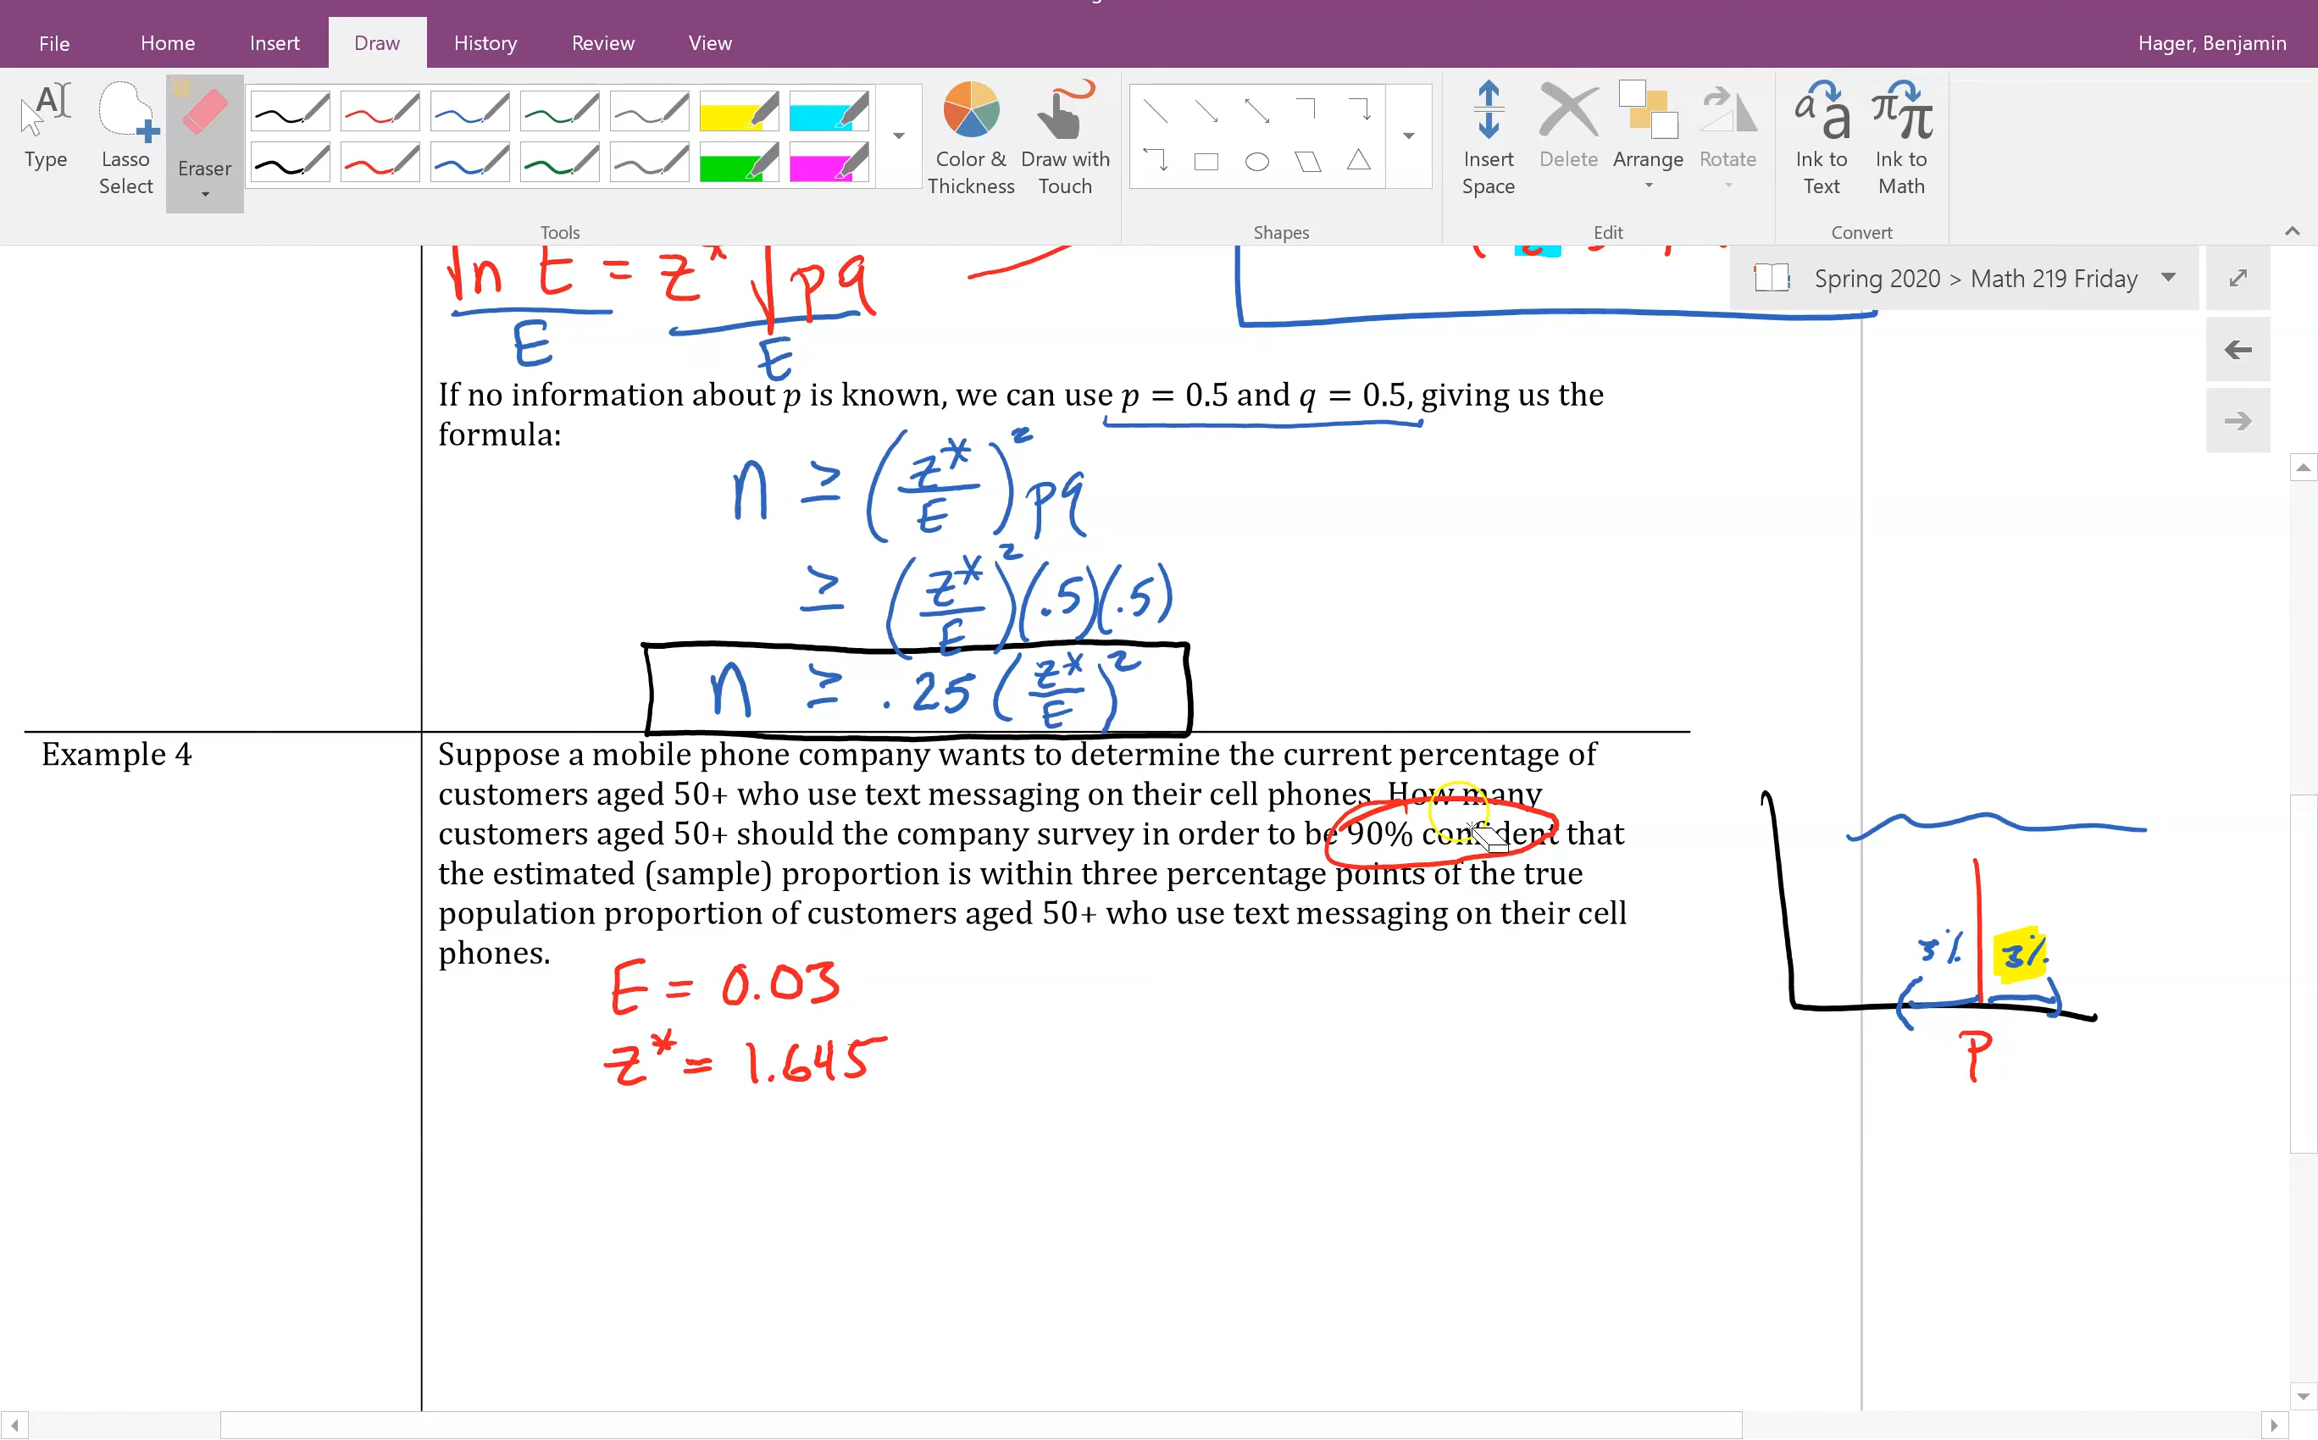 File Home Insert Draw History Review View Hager, Benjamin
Type Lasso Select Eraser Color & Thickness Draw with Touch Insert Space Delete Arrange Rotate Ink to Text Ink to Math
Tools Shapes Edit Convert
Spring 2020 > Math 219 Friday
= z* √pq
E E
If no information about p is known, we can use p = 0.5 and q = 0.5, giving us the
formula:
n ≥ (z*/E)² pq
≥ (z*/E)² (.5)(.5)
n ≥ .25 (z*/E)²
Example 4
Suppose a mobile phone company wants to determine the current percentage of
customers aged 50+ who use text messaging on their cell phones. How many
customers aged 50+ should the company survey in order to be 90% confident that
the estimated (sample) proportion is within three percentage points of the true
population proportion of customers aged 50+ who use text messaging on their cell
phones.
E = 0.03
z* = 1.645
3% 3%
P